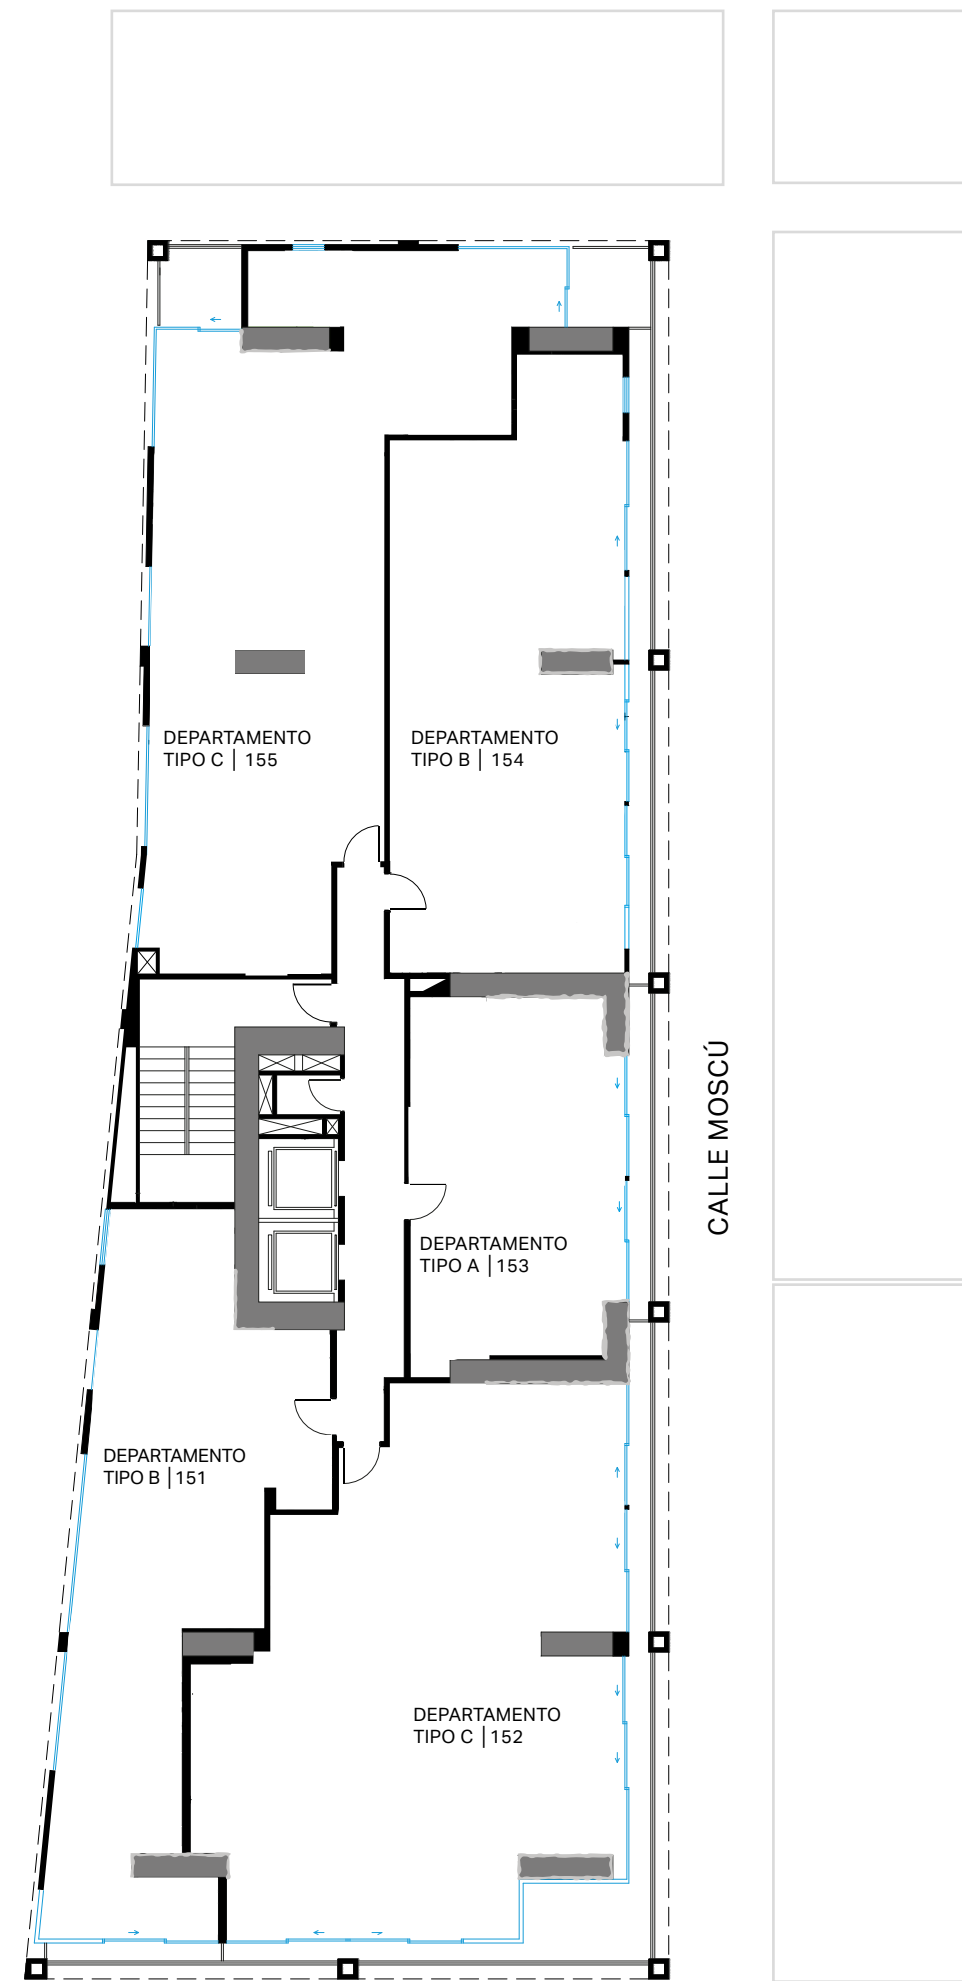 DEPARTAMENTO
TIPO C | 155
DEPARTAMENTO
TIPO B | 154
CALLE MOSCÚ
DEPARTAMENTO
TIPO A | 153
DEPARTAMENTO
TIPO B | 151
DEPARTAMENTO
TIPO C | 152